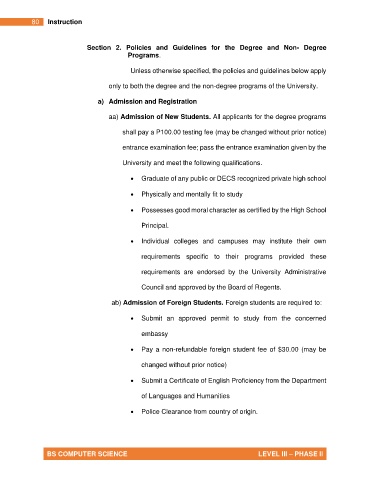 80 Instruction
Section 2. Policies and Guidelines for the Degree and Non- Degree
Programs.
Unless otherwise specified, the policies and guidelines below apply
only to both the degree and the non-degree programs of the University.
a) Admission and Registration
aa) Admission of New Students. All applicants for the degree programs
shall pay a P100.00 testing fee (may be changed without prior notice)
entrance examination fee; pass the entrance examination given by the
University and meet the following qualifications.
• Graduate of any public or DECS recognized private high school
• Physically and mentally fit to study
• Possesses good moral character as certified by the High School
Principal.
• Individual colleges and campuses may institute their own
requirements specific to their programs provided these
requirements are endorsed by the University Administrative
Council and approved by the Board of Regents.
ab) Admission of Foreign Students. Foreign students are required to:
• Submit an approved permit to study from the concerned
embassy
• Pay a non-refundable foreign student fee of $30.00 (may be
changed without prior notice)
• Submit a Certificate of English Proficiency from the Department
of Languages and Humanities
• Police Clearance from country of origin.
BS COMPUTER SCIENCE LEVEL III – PHASE II